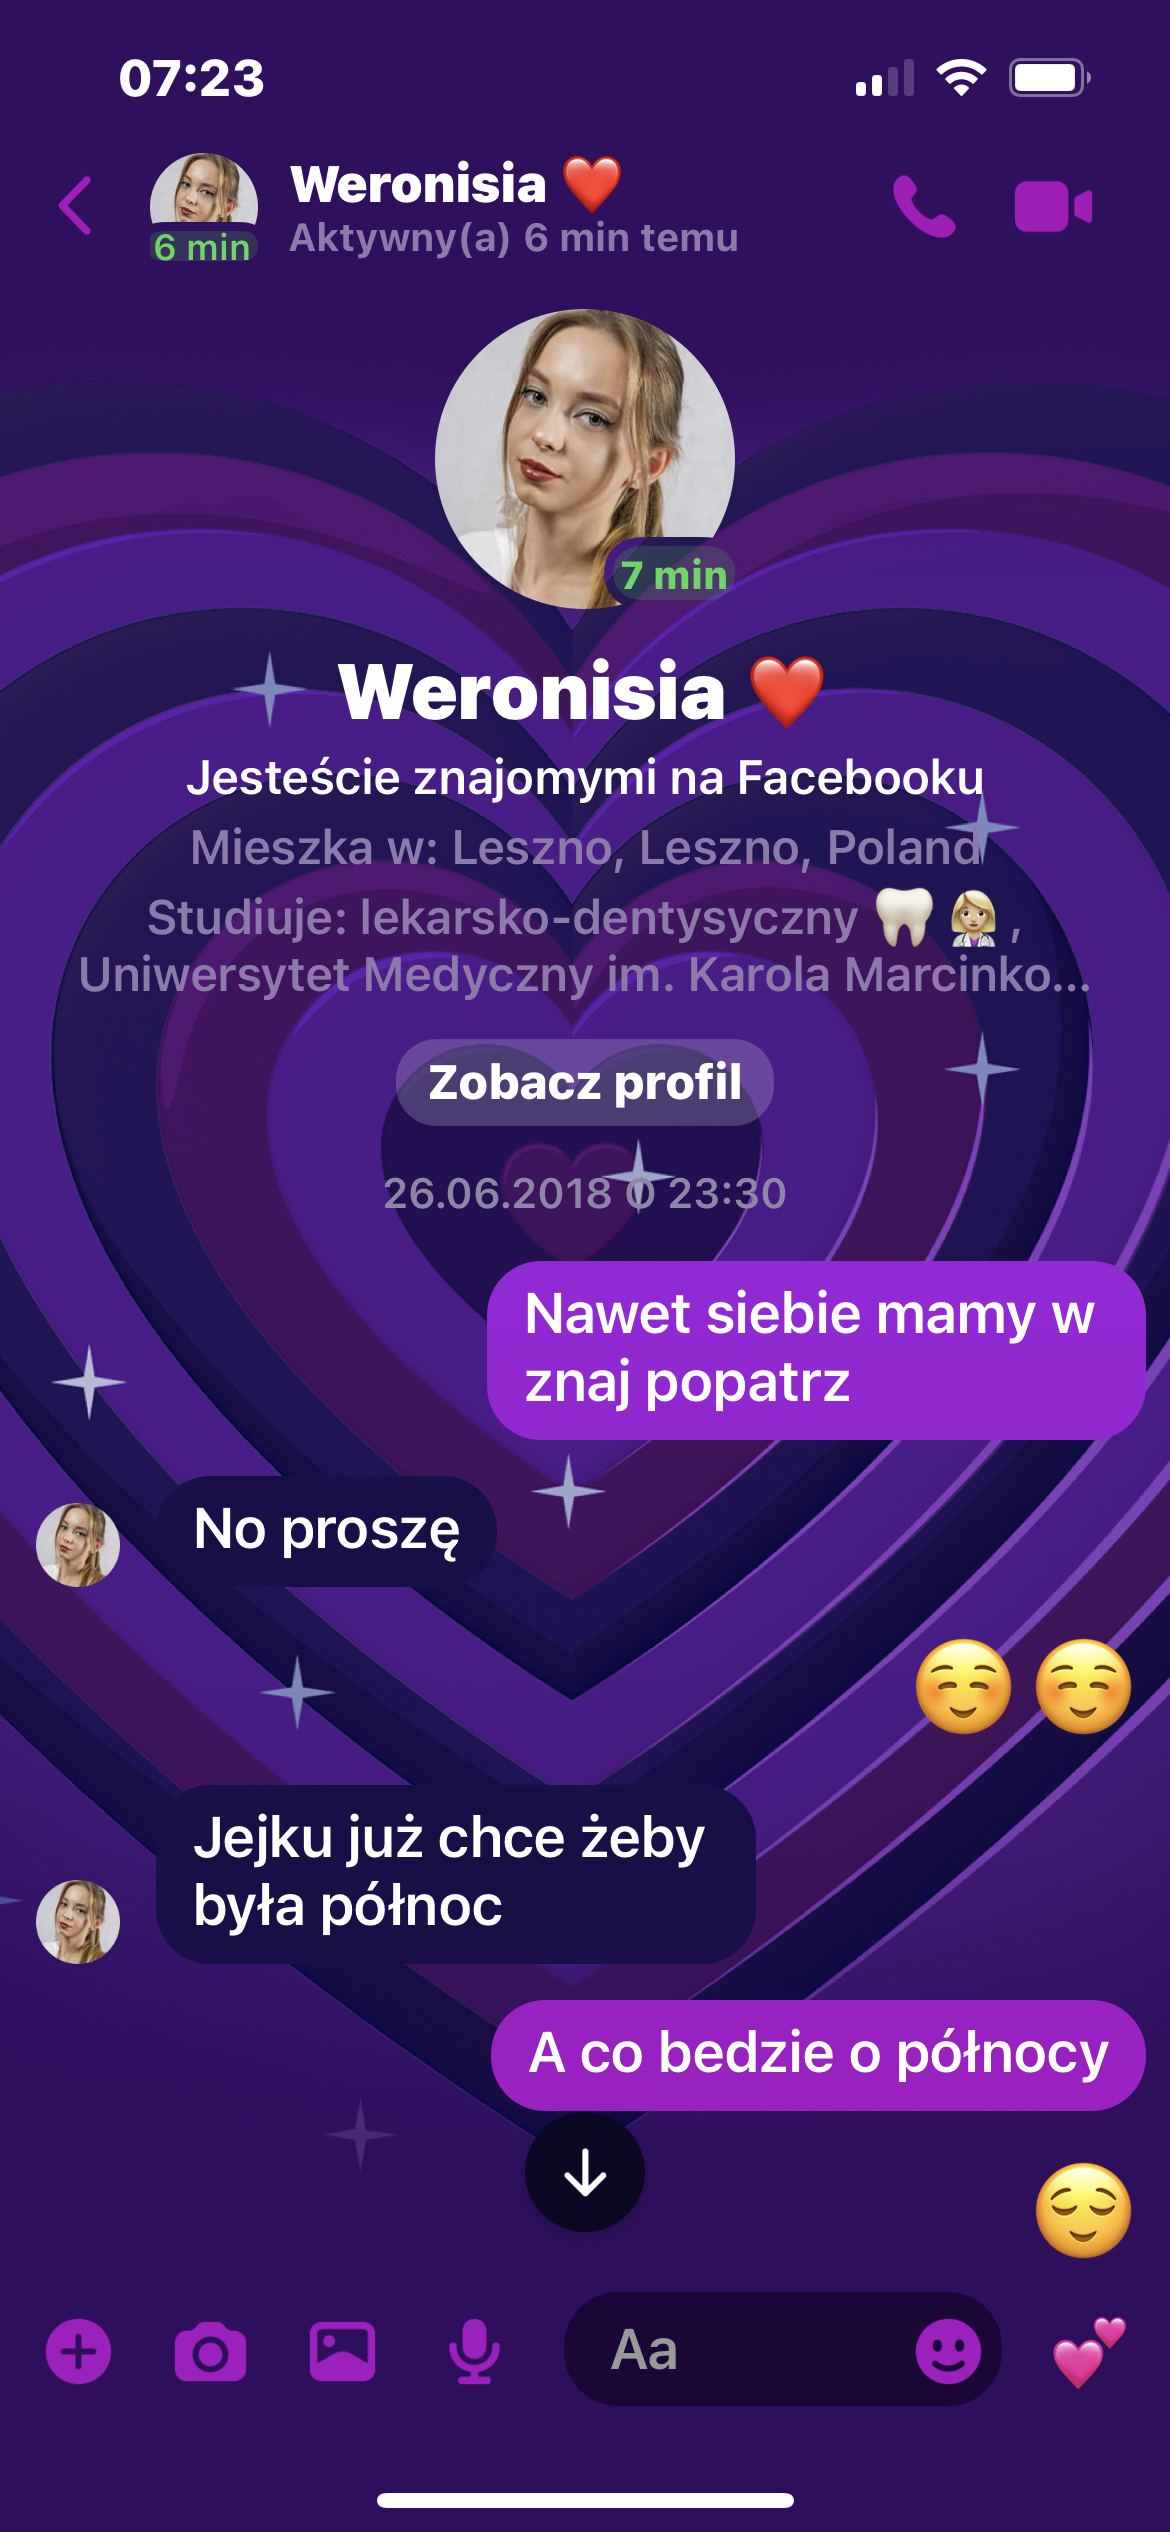 07:23
Weronisia ❤️
Aktywny(a) 6 min temu
6 min
7 min
Weronisia ❤️
Jesteście znajomymi na Facebooku
Mieszka w: Leszno, Leszno, Poland
Studiuje: lekarsko-dentysyczny 🦷 👩🏼‍⚕️ ,
Uniwersytet Medyczny im. Karola Marcinko...
Zobacz profil
26.06.2018 O 23:30
Nawet siebie mamy w
znaj popatrz
No proszę
☺️ ☺️
Jejku już chce żeby
była północ
A co bedzie o północy
😌
Aa